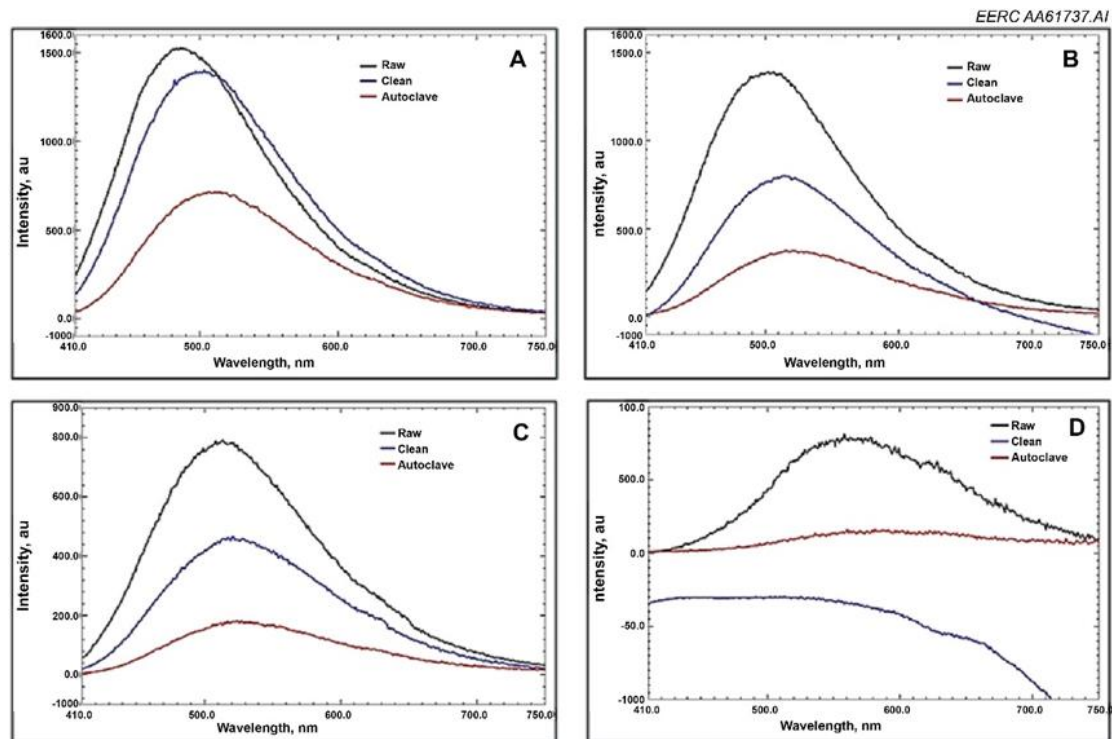 EERC AA61737.AI
A
Raw
Clean
Autoclave
1600.0
1500.0
1000.0
500.0
0.0
-1000
410.0 500.0 600.0 700.0 750.0
Intensity, au
Wavelength, nm
B
Raw
Clean
Autoclave
1600.0
1500.0
1000.0
500.0
0.0
-1000
410.0 500.0 600.0 700.0 750.0
ntensity, au
Wavelength, nm
C
Raw
Clean
Autoclave
900.0
800.0
600.0
400.0
200.0
0.0
-1000
410.0 500.0 600.0 700.0 750.0
Intensity, au
Wavelength, nm
D
Raw
Clean
Autoclave
100.0
500.0
0.0
-50.0
-1000
410.0 500.0 600.0 700.0 750.0
ntensity, au
Wavelength, nm